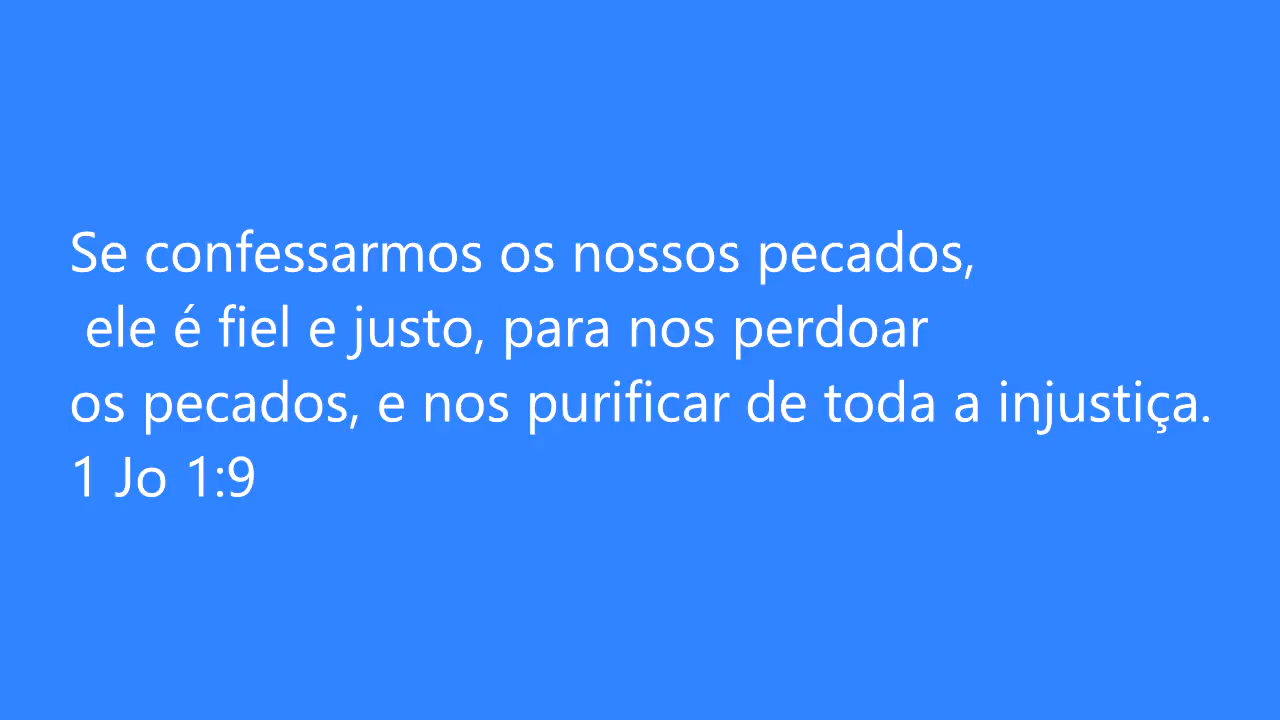 Se confessarmos os nossos pecados,
ele é fiel e justo, para nos perdoar
os pecados, e nos purificar de toda a injustiça.
1 Jo 1:9